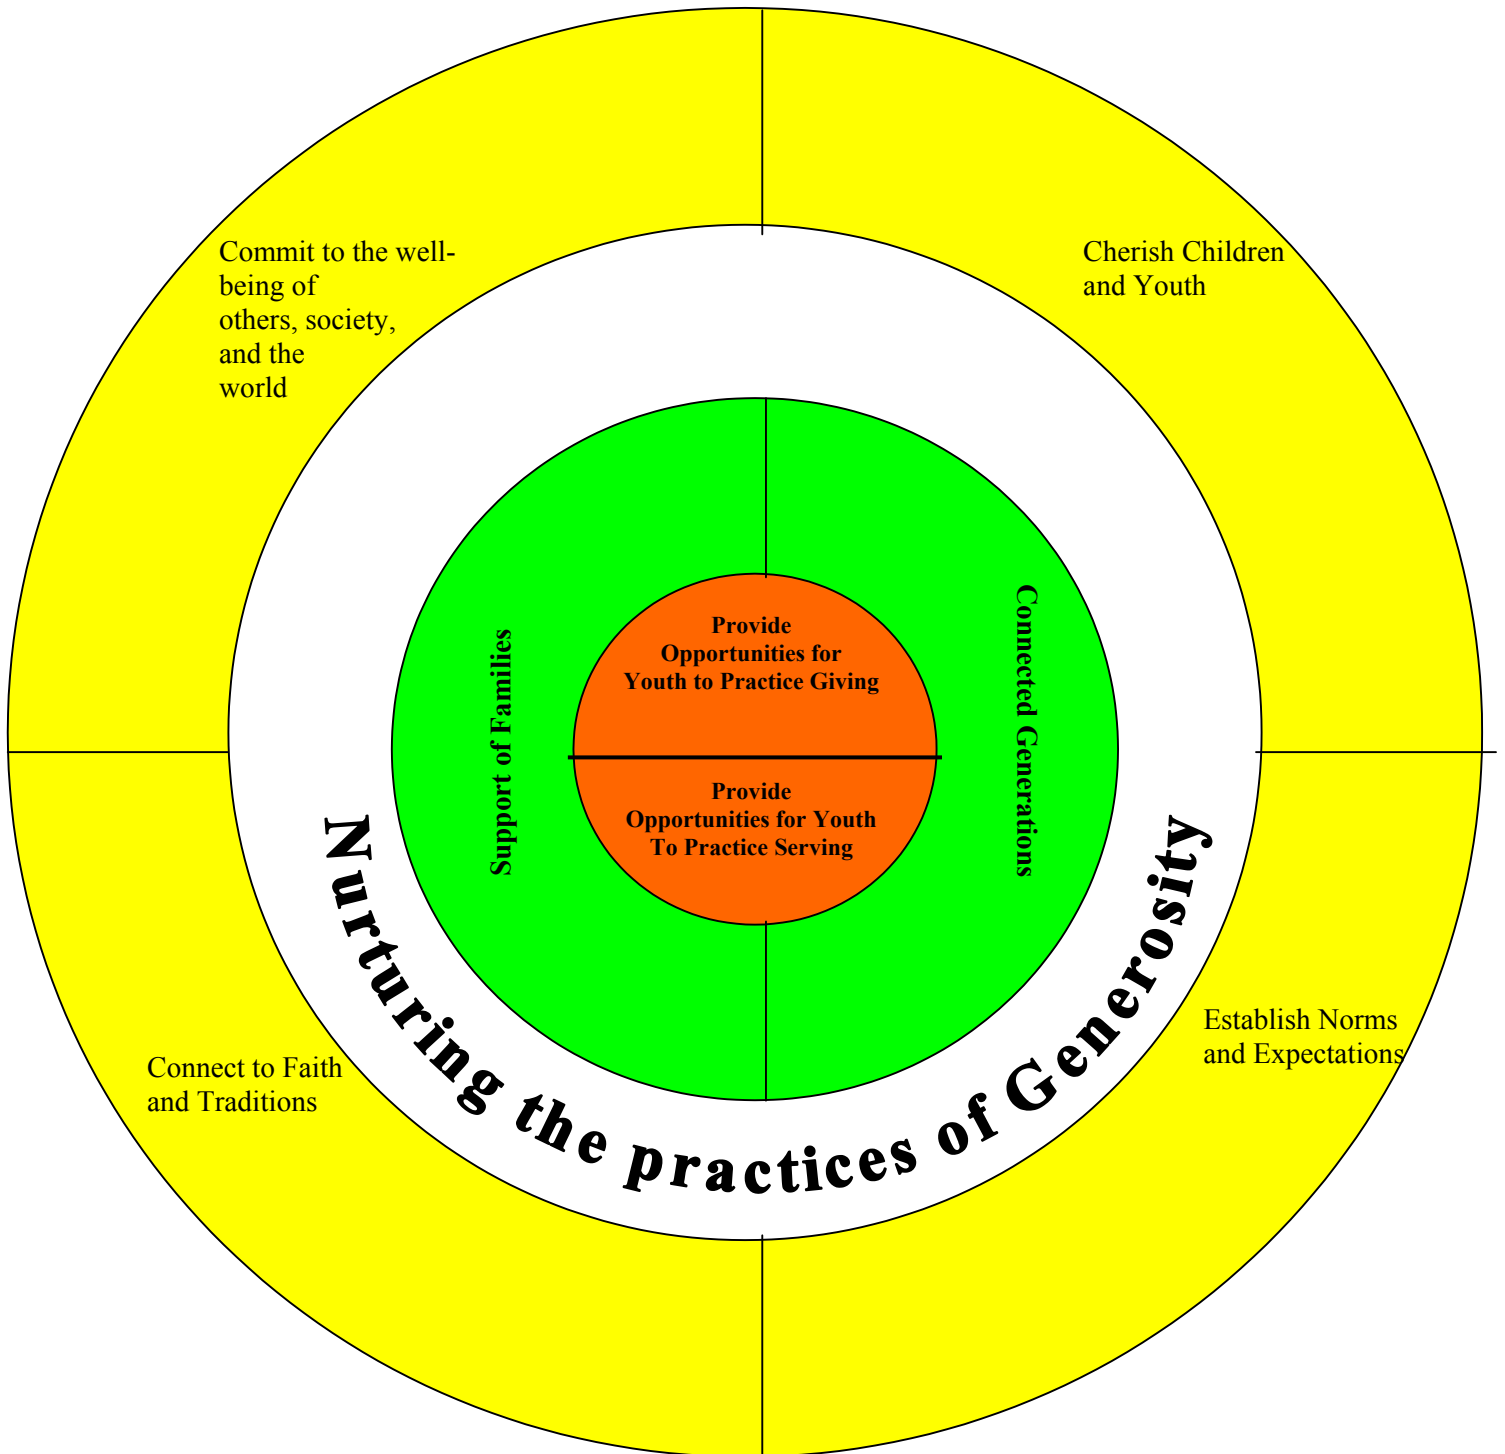 Commit to the well-
being of
others, society,
and the
world
Cherish Children
and Youth
Support of Families
Provide
Opportunities for
Youth to Practice Giving
Provide
Opportunities for Youth
To Practice Serving
Connected Generations
Nurturing the practices of Generosity
Connect to Faith
and Traditions
Establish Norms
and Expectations